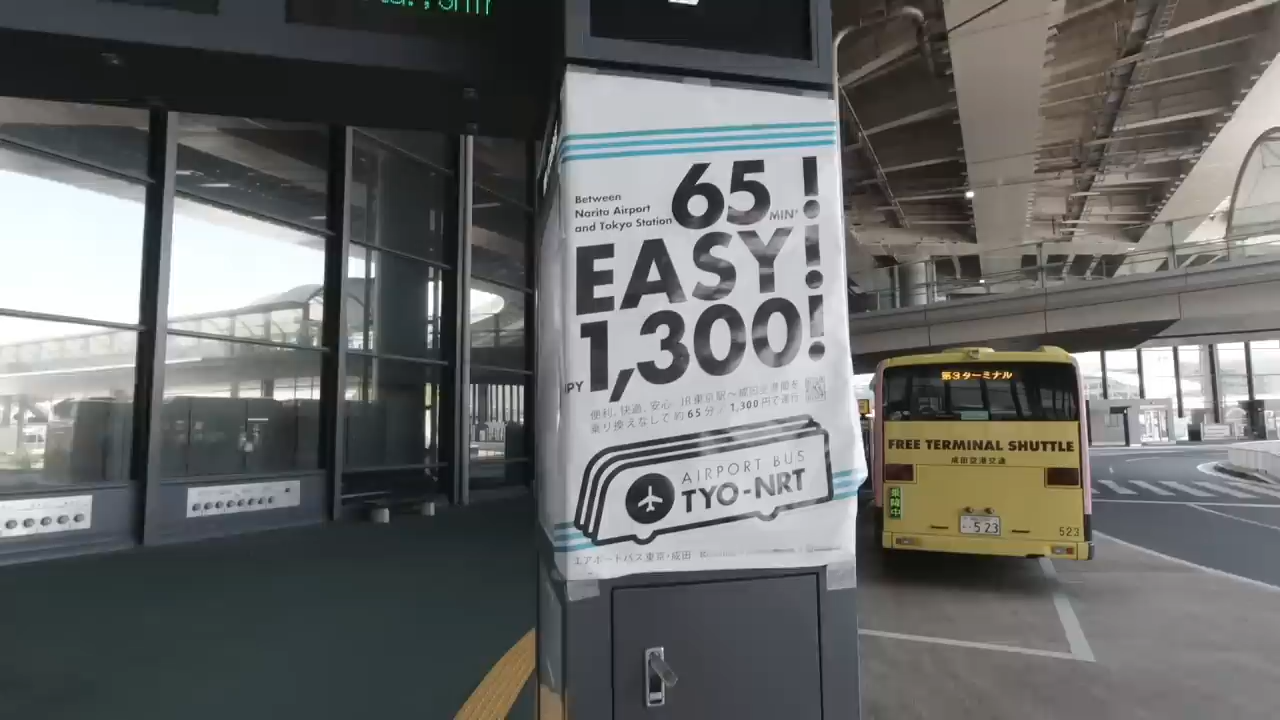 Between
Narita Airport
and Tokyo Station
65 MIN* !
EASY!
JPY 1,300!
便利、快適、安心 JR東京駅〜成田空港間を
乗り換えなしで約65分/1,300円で運行
AIRPORT BUS
TYO-NRT
エアポートバス東京・成田
第3ターミナル
FREE TERMINAL SHUTTLE
成田空港交通
乗降中
523
523